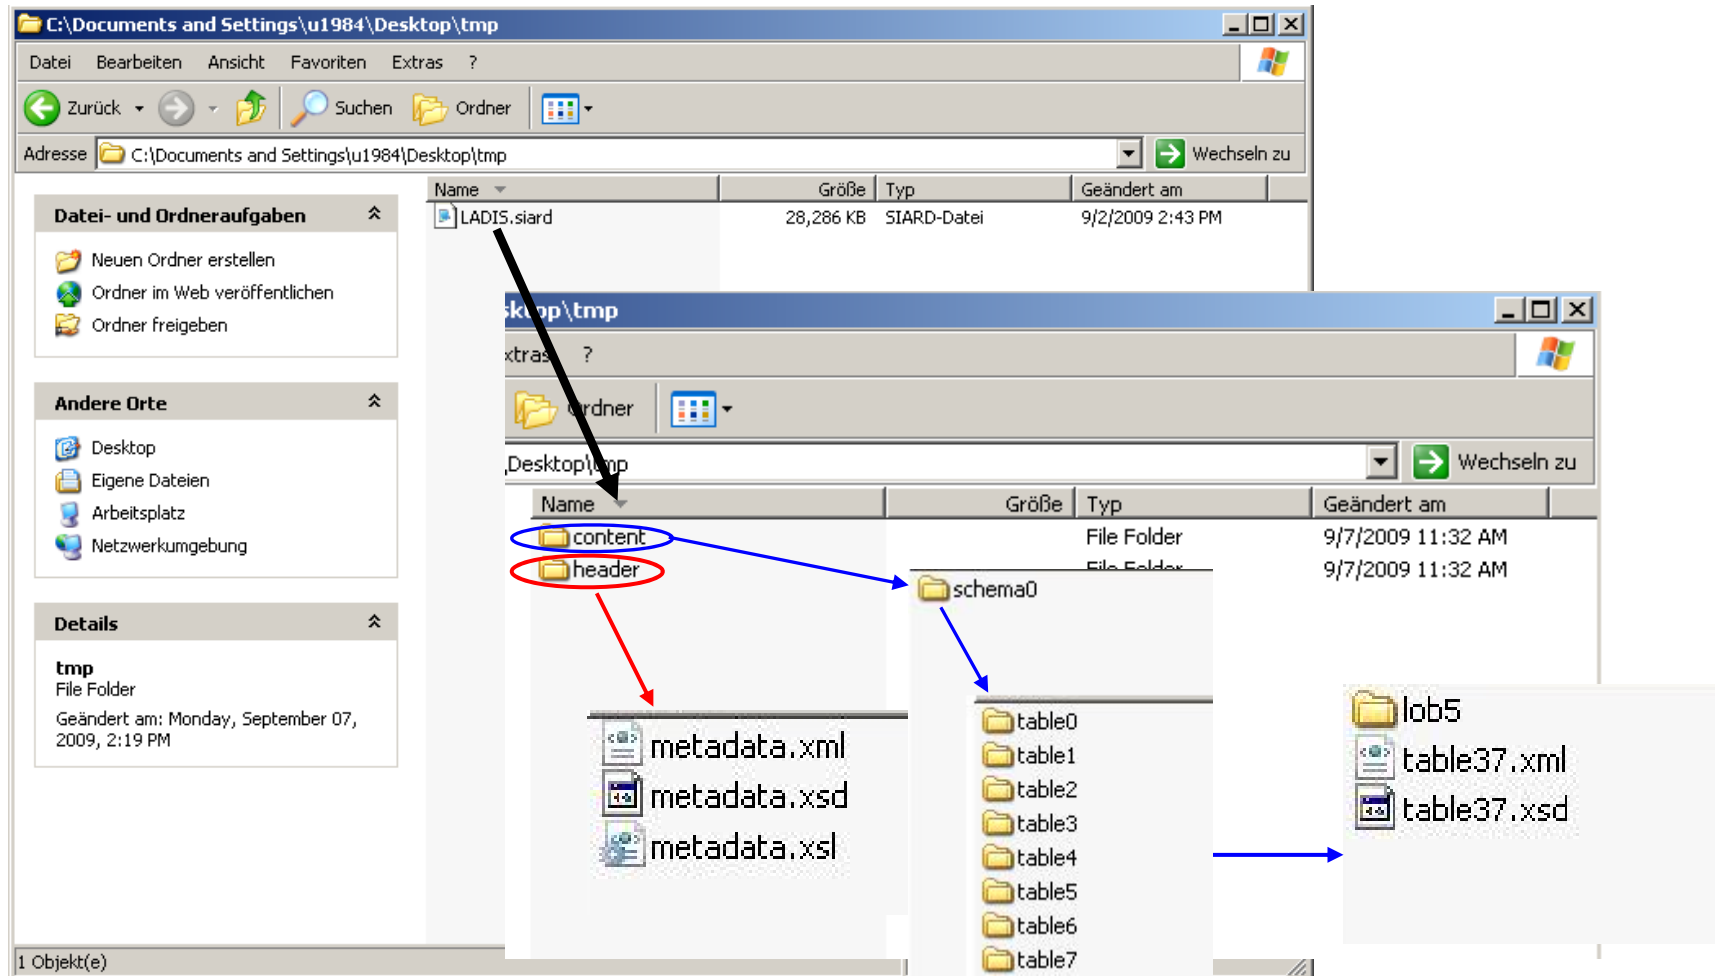 C:\Documents and Settings\u1984\Desktop\tmp
Datei Bearbeiten Ansicht Favoriten Extras ?
Zurück Suchen Ordner
Adresse C:\Documents and Settings\u1984\Desktop\tmp Wechseln zu
Name Größe Typ Geändert am
LADIS.siard 28,286 KB SIARD-Datei 9/2/2009 2:43 PM
Datei- und Ordneraufgaben
Neuen Ordner erstellen
Ordner im Web veröffentlichen
Ordner freigeben
Andere Orte
Desktop
Eigene Dateien
Arbeitsplatz
Netzwerkumgebung
Details
tmp
File Folder
Geändert am: Monday, September 07,
2009, 2:19 PM
1 Objekt(e)
sktop\tmp
xtras ?
Ordner
Desktop\tmp Wechseln zu
Name Größe Typ Geändert am
content File Folder 9/7/2009 11:32 AM
header File Folder 9/7/2009 11:32 AM
metadata.xml
metadata.xsd
metadata.xsl
schema0
table0
table1
table2
table3
table4
table5
table6
table7
lob5
table37.xml
table37.xsd